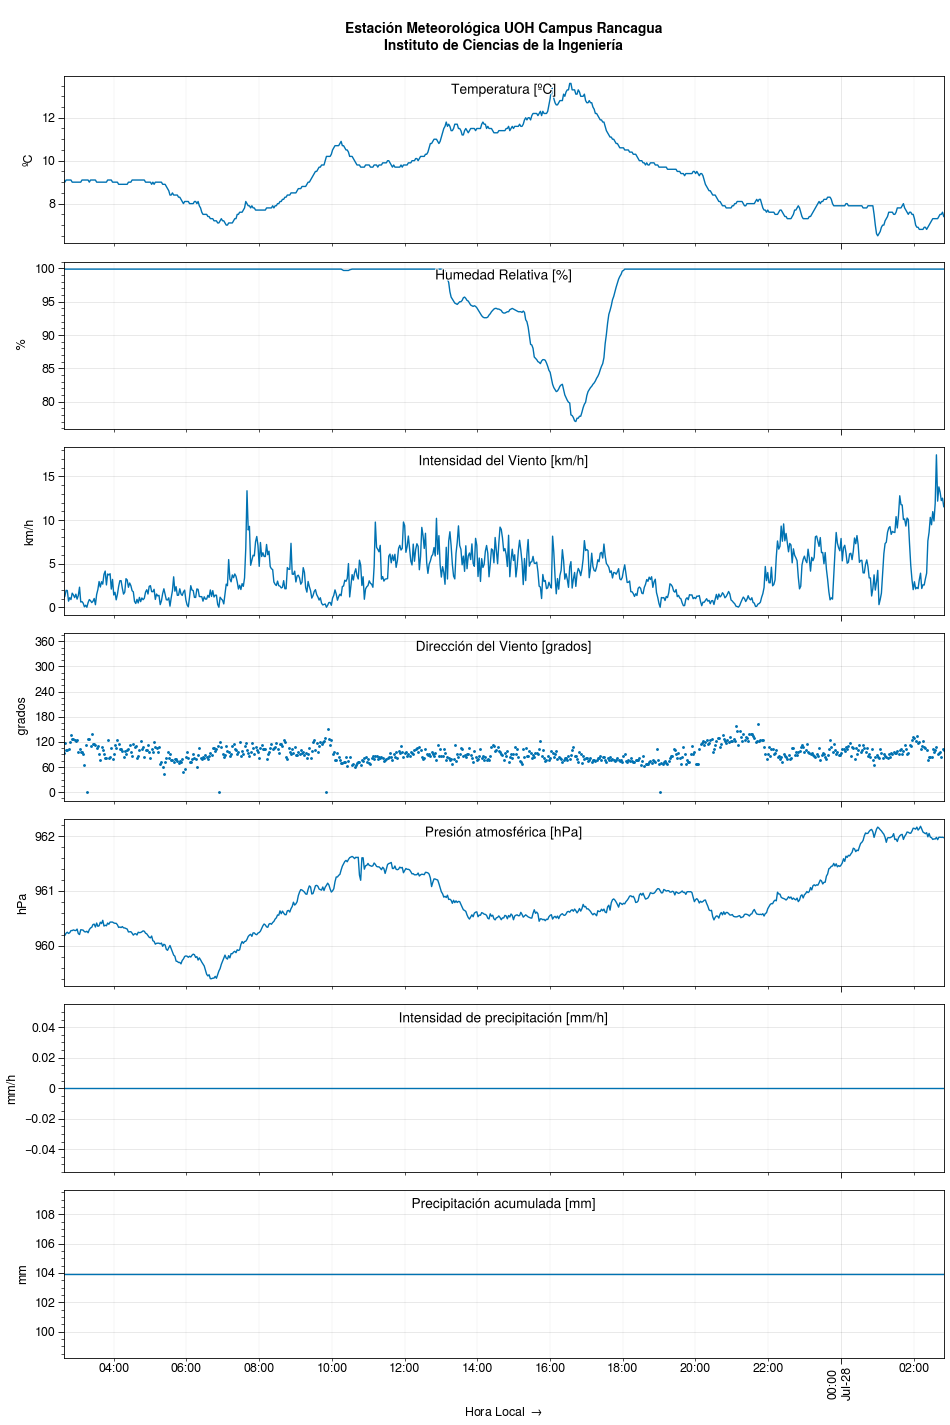 Estación Meteorológica UOH Campus Rancagua
Instituto de Ciencias de la Ingeniería
Temperatura [ºC]
ºC
12
10
8
Humedad Relativa [%]
%
100
95
90
85
80
Intensidad del Viento [km/h]
km/h
15
10
5
0
Dirección del Viento [grados]
grados
360
300
240
180
120
60
0
Presión atmosférica [hPa]
hPa
962
961
960
Intensidad de precipitación [mm/h]
mm/h
0.04
0.02
0
−0.02
−0.04
Precipitación acumulada [mm]
mm
108
106
104
102
100
04:00 06:00 08:00 10:00 12:00 14:00 16:00 18:00 20:00 22:00 00:00 02:00
Jul-28
Hora Local →